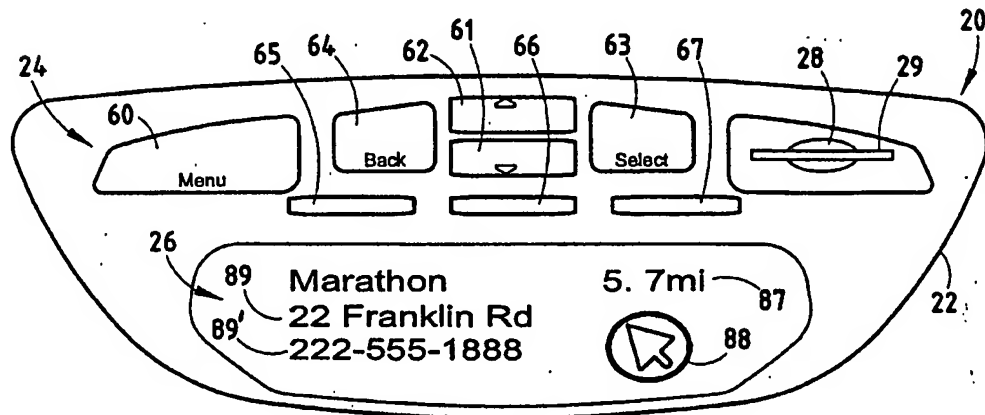 61
62 66 20
64 63 28
65 67 29
24
60
Back Select
Menu
26
89 Marathon 5. 7mi 87
22 Franklin Rd 22
89' 222-555-1888 88